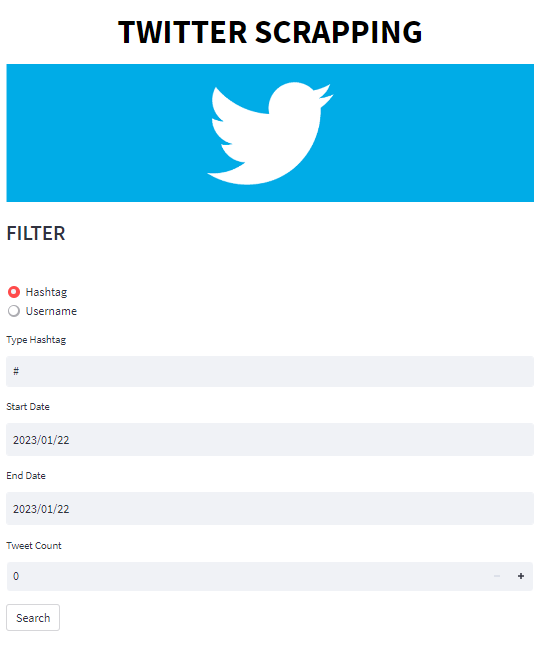 TWITTER SCRAPPING
FILTER
Hashtag
Username
Type Hashtag
#
Start Date
2023/01/22
End Date
2023/01/22
Tweet Count
0
Search